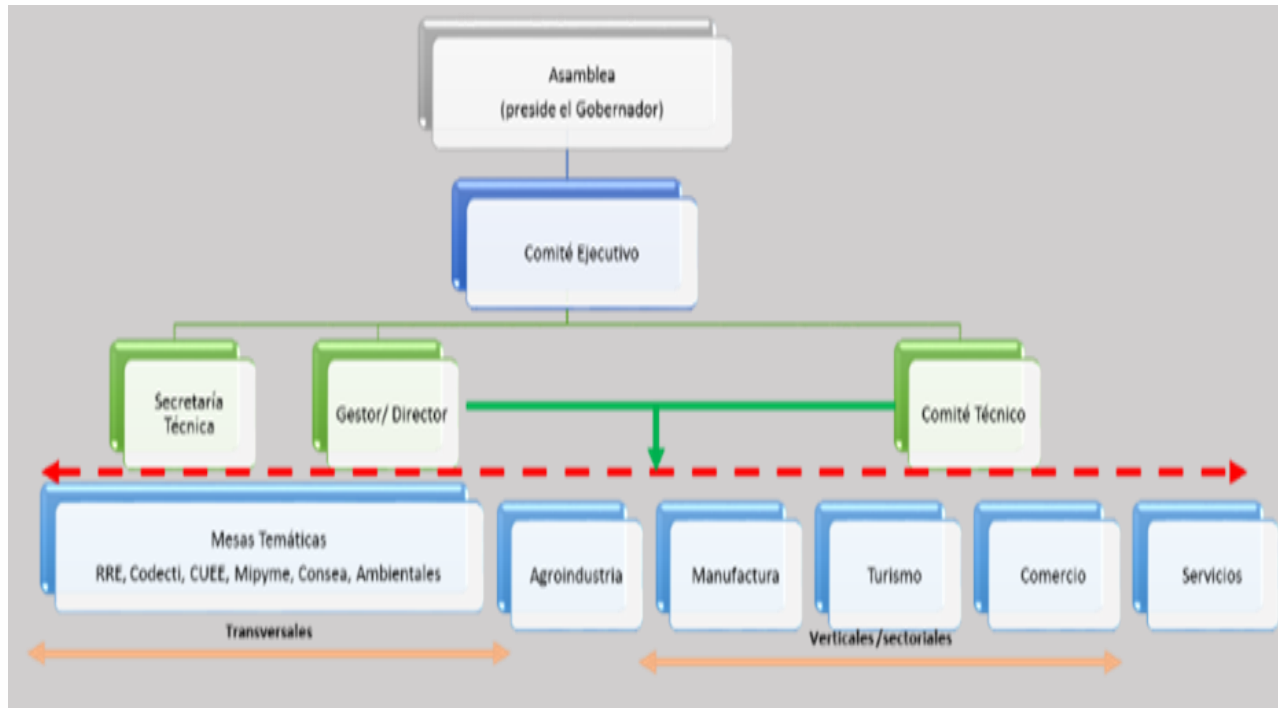 Asamblea
(preside el Gobernador)
Comité Ejecutivo
Secretaría
Técnica
Gestor/ Director
Comité Técnico
Mesas Temáticas
RRE, Codecti, CUEE, Mipyme, Consea, Ambientales
Agroindustria
Manufactura
Turismo
Comercio
Servicios
Transversales
Verticales/sectoriales